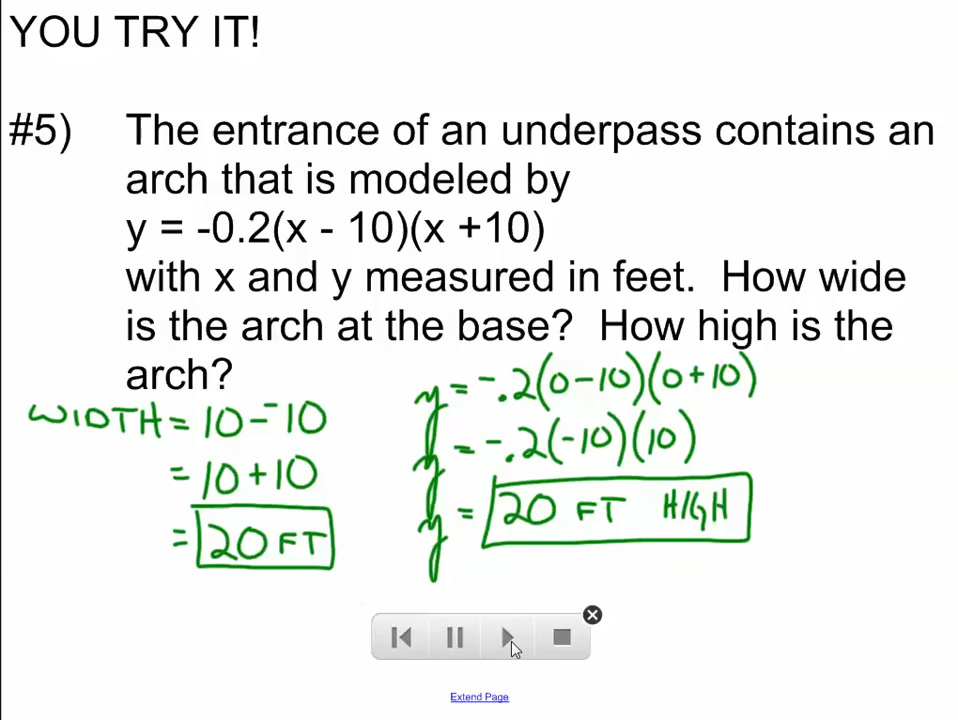 YOU TRY IT!
#5) The entrance of an underpass contains an
arch that is modeled by
y = -0.2(x - 10)(x +10)
with x and y measured in feet. How wide
is the arch at the base? How high is the
arch?
WIDTH = 10 - -10
= 10 + 10
= 20 FT
y = -.2(0-10)(0+10)
y = -.2(-10)(10)
y = 20 FT HIGH
Extend Page